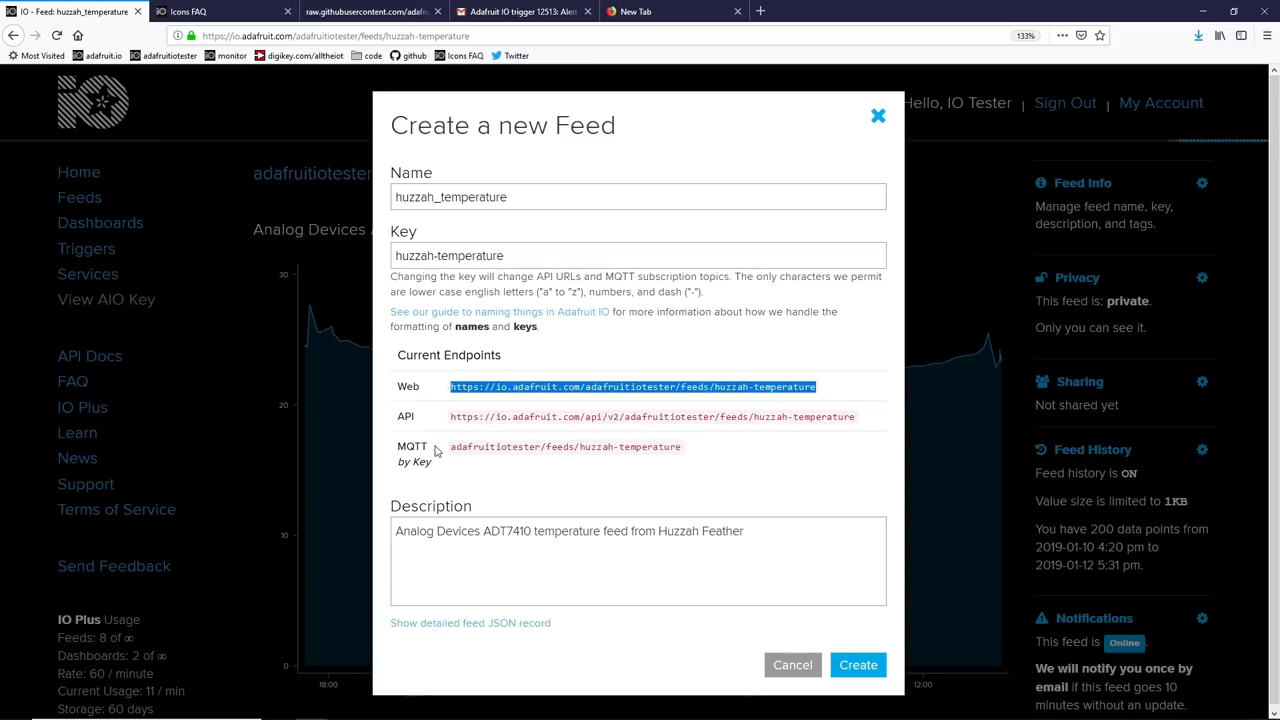 IO - Feed: huzzah_temperature
Icons FAQ
raw.githubusercontent.com/adafru
Adafruit IO trigger 12513: Alert
New Tab
https://io.adafruit.com/adafruitiotester/feeds/huzzah-temperature
133%
Most Visited
adafruit.io
adafruitiotester
monitor
digikey.com/alltheiot
code
github
Icons FAQ
Twitter
Hello, IO Tester | Sign Out | My Account
Home
Feeds
Dashboards
Triggers
Services
View AIO Key
API Docs
FAQ
IO Plus
Learn
News
Support
Terms of Service
Send Feedback
IO Plus Usage
Feeds: 8 of ∞
Dashboards: 2 of ∞
Rate: 60 / minute
Current Usage: 11 / min
Storage: 60 days
adafruitiotester
Analog Devices A
30
20
10
0
18:00
12:00
Create a new Feed
Name
huzzah_temperature
Key
huzzah-temperature
Changing the key will change API URLs and MQTT subscription topics. The only characters we permit
are lower case english letters ("a" to "z"), numbers, and dash ("-").
See our guide to naming things in Adafruit IO for more information about how we handle the
formatting of names and keys.
Current Endpoints
Web https://io.adafruit.com/adafruitiotester/feeds/huzzah-temperature
API https://io.adafruit.com/api/v2/adafruitiotester/feeds/huzzah-temperature
MQTT adafruitiotester/feeds/huzzah-temperature
by Key
Description
Analog Devices ADT7410 temperature feed from Huzzah Feather
Show detailed feed JSON record
Cancel
Create
Feed Info
Manage feed name, key,
description, and tags.
Privacy
This feed is: private.
Only you can see it.
Sharing
Not shared yet
Feed History
Feed history is ON
Value size is limited to 1KB
You have 200 data points from
2019-01-10 4:20 pm to
2019-01-12 5:31 pm.
Notifications
This feed is Online.
We will notify you once by
email if this feed goes 10
minutes without an update.